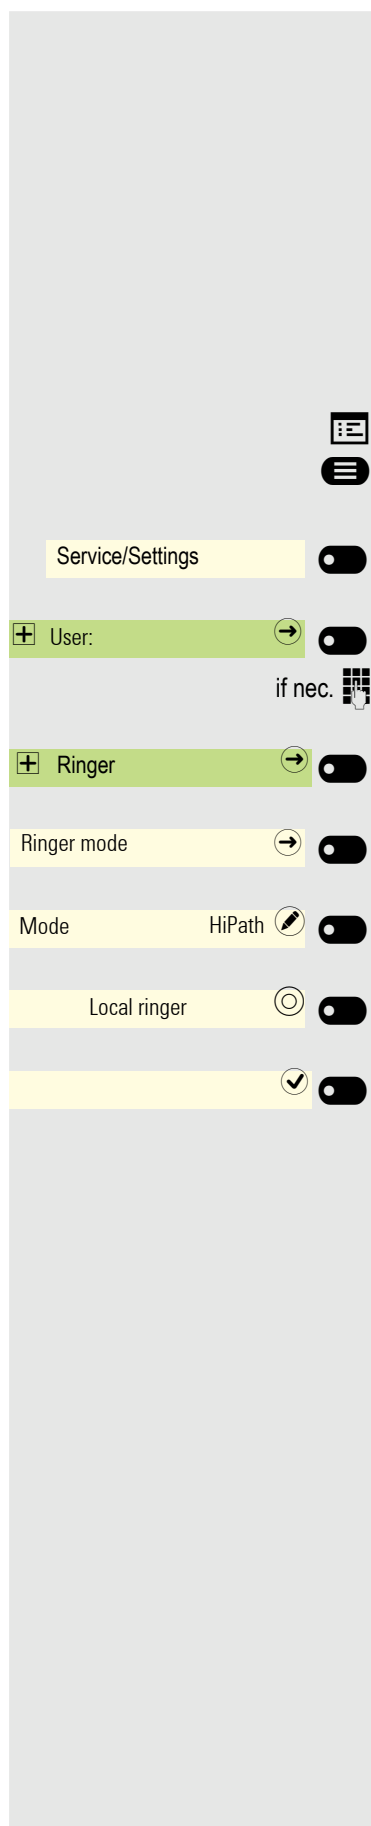 Service/Settings
User:
if nec.
Ringer
Ringer mode
Mode HiPath
Local ringer